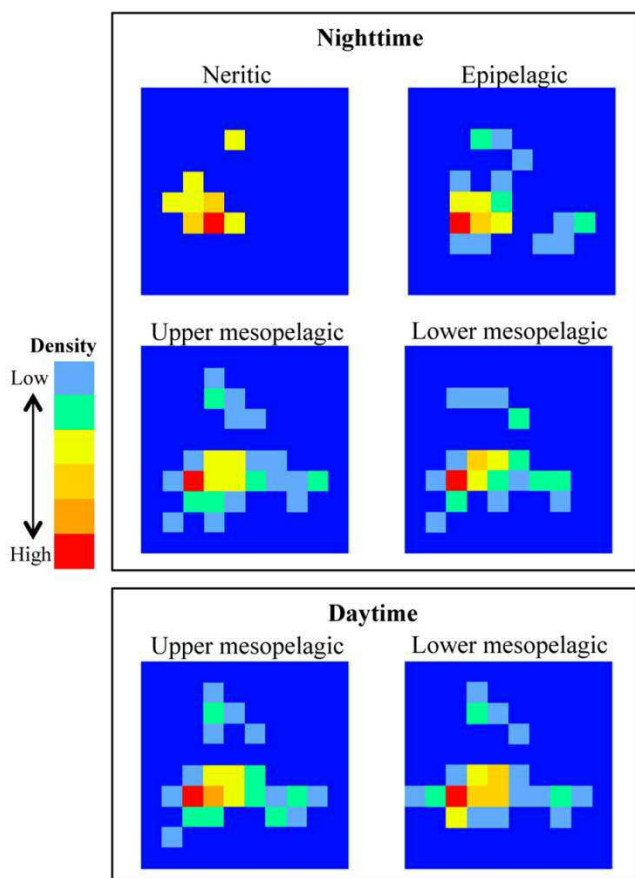 Nighttime
Neritic
Epipelagic
Upper mesopelagic
Lower mesopelagic
Density
Low
High
Daytime
Upper mesopelagic
Lower mesopelagic